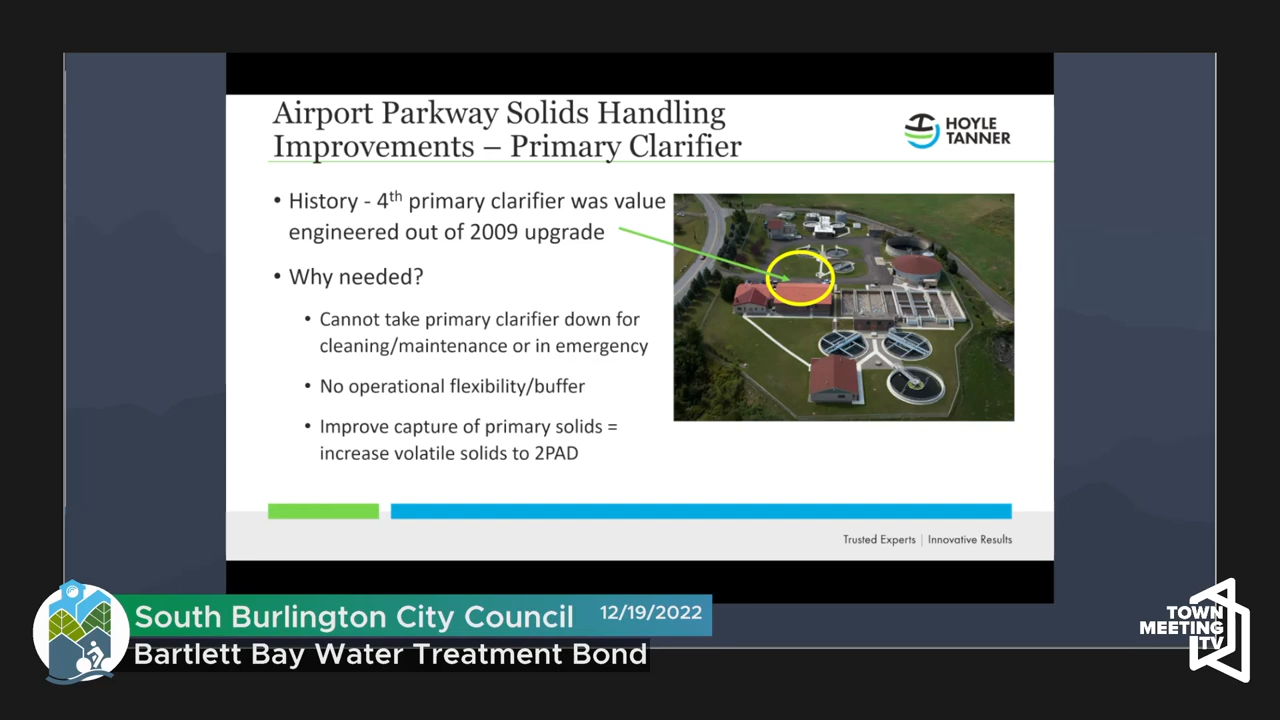 Airport Parkway Solids Handling
Improvements – Primary Clarifier
HOYLE
TANNER
• History - 4th primary clarifier was value
engineered out of 2009 upgrade
• Why needed?
• Cannot take primary clarifier down for
cleaning/maintenance or in emergency
• No operational flexibility/buffer
• Improve capture of primary solids =
increase volatile solids to 2PAD
Trusted Experts | Innovative Results
South Burlington City Council 12/19/2022
Bartlett Bay Water Treatment Bond
TOWN
MEETING
TV